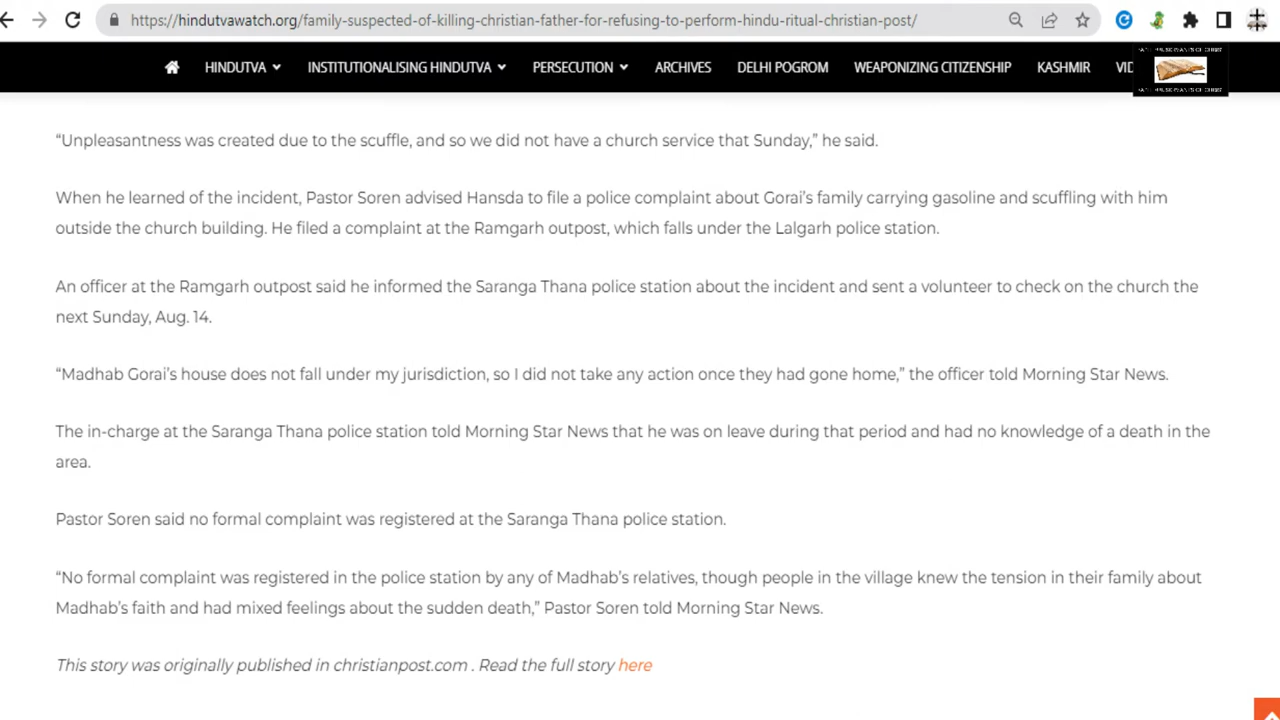 https://hindutvawatch.org/family-suspected-of-killing-christian-father-for-refusing-to-perform-hindu-ritual-christian-post/
HINDUTVA INSTITUTIONALISING HINDUTVA PERSECUTION ARCHIVES DELHI POGROM WEAPONIZING CITIZENSHIP KASHMIR VID
“Unpleasantness was created due to the scuffle, and so we did not have a church service that Sunday,” he said.
When he learned of the incident, Pastor Soren advised Hansda to file a police complaint about Gorai’s family carrying gasoline and scuffling with him
outside the church building. He filed a complaint at the Ramgarh outpost, which falls under the Lalgarh police station.
An officer at the Ramgarh outpost said he informed the Saranga Thana police station about the incident and sent a volunteer to check on the church the
next Sunday, Aug. 14.
“Madhab Gorai’s house does not fall under my jurisdiction, so I did not take any action once they had gone home,” the officer told Morning Star News.
The in-charge at the Saranga Thana police station told Morning Star News that he was on leave during that period and had no knowledge of a death in the
area.
Pastor Soren said no formal complaint was registered at the Saranga Thana police station.
“No formal complaint was registered in the police station by any of Madhab’s relatives, though people in the village knew the tension in their family about
Madhab’s faith and had mixed feelings about the sudden death,” Pastor Soren told Morning Star News.
This story was originally published in christianpost.com . Read the full story here